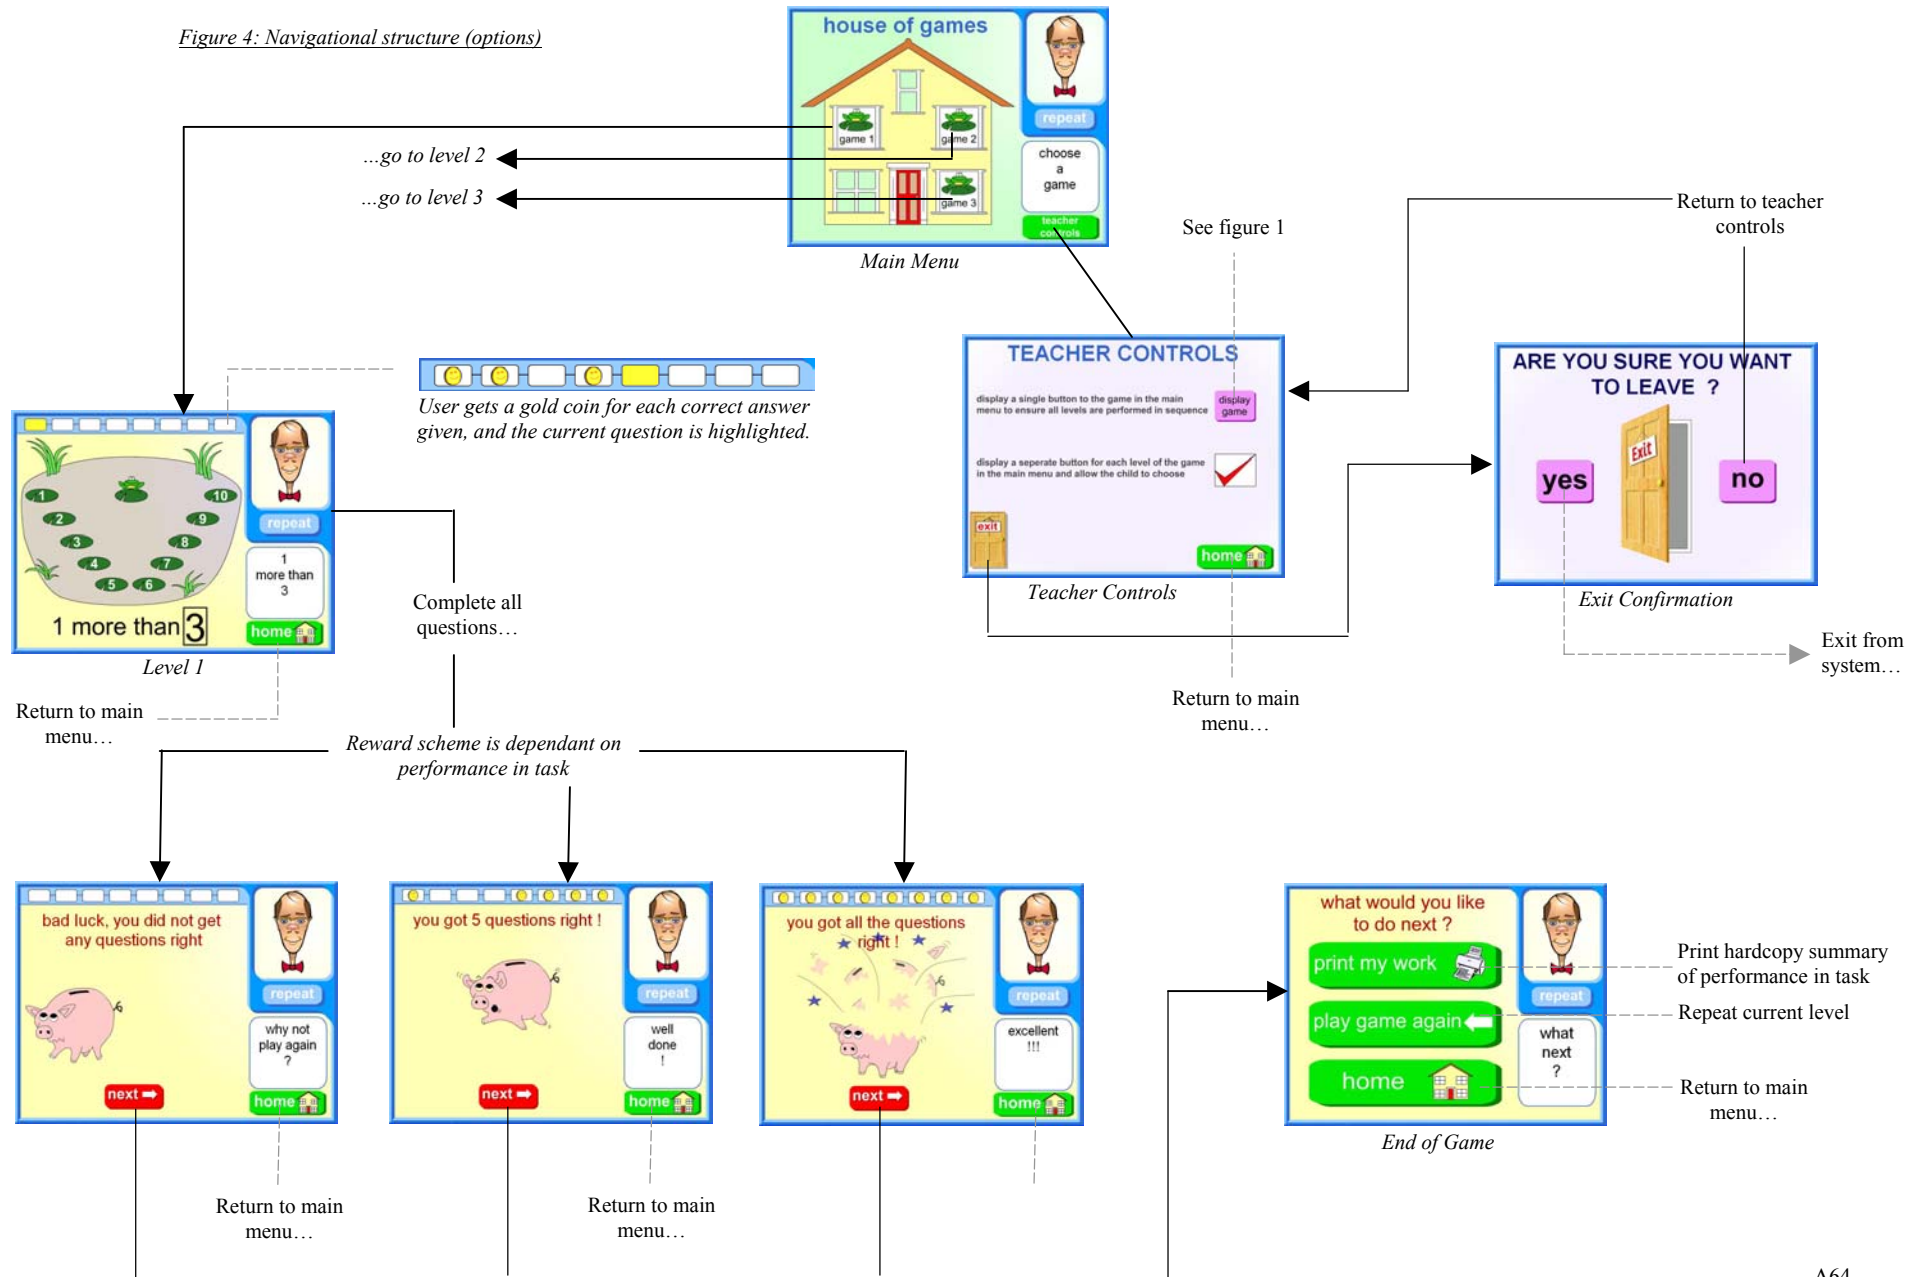 Figure 4: Navigational structure (options)
house of games
game 1
game 2
game 3
repeat
choose
a
game
teacher
controls
Main Menu
...go to level 2
...go to level 3
See figure 1
Return to teacher
controls
TEACHER CONTROLS
display a single button to the game in the main
menu to ensure all levels are performed in sequence
display
game
display a seperate button for each level of the game
in the main menu and allow the child to choose
exit
home
Teacher Controls
Return to main
menu…
ARE YOU SURE YOU WANT
TO LEAVE ?
yes
Exit
no
Exit Confirmation
Exit from
system…
User gets a gold coin for each correct answer
given, and the current question is highlighted.
1
2
3
4
5
6
7
8
9
10
1 more than 3
repeat
1
more than
3
home
Level 1
Return to main
menu…
Complete all
questions…
Reward scheme is dependant on
performance in task
bad luck, you did not get
any questions right
repeat
why not
play again
?
next
home
Return to main
menu…
you got 5 questions right !
repeat
well
done
!
next
home
Return to main
menu…
you got all the questions
right !
repeat
excellent
!!!
next
home
what would you like
to do next ?
print my work
play game again
home
repeat
what
next
?
End of Game
Print hardcopy summary
of performance in task
Repeat current level
Return to main
menu…
A64